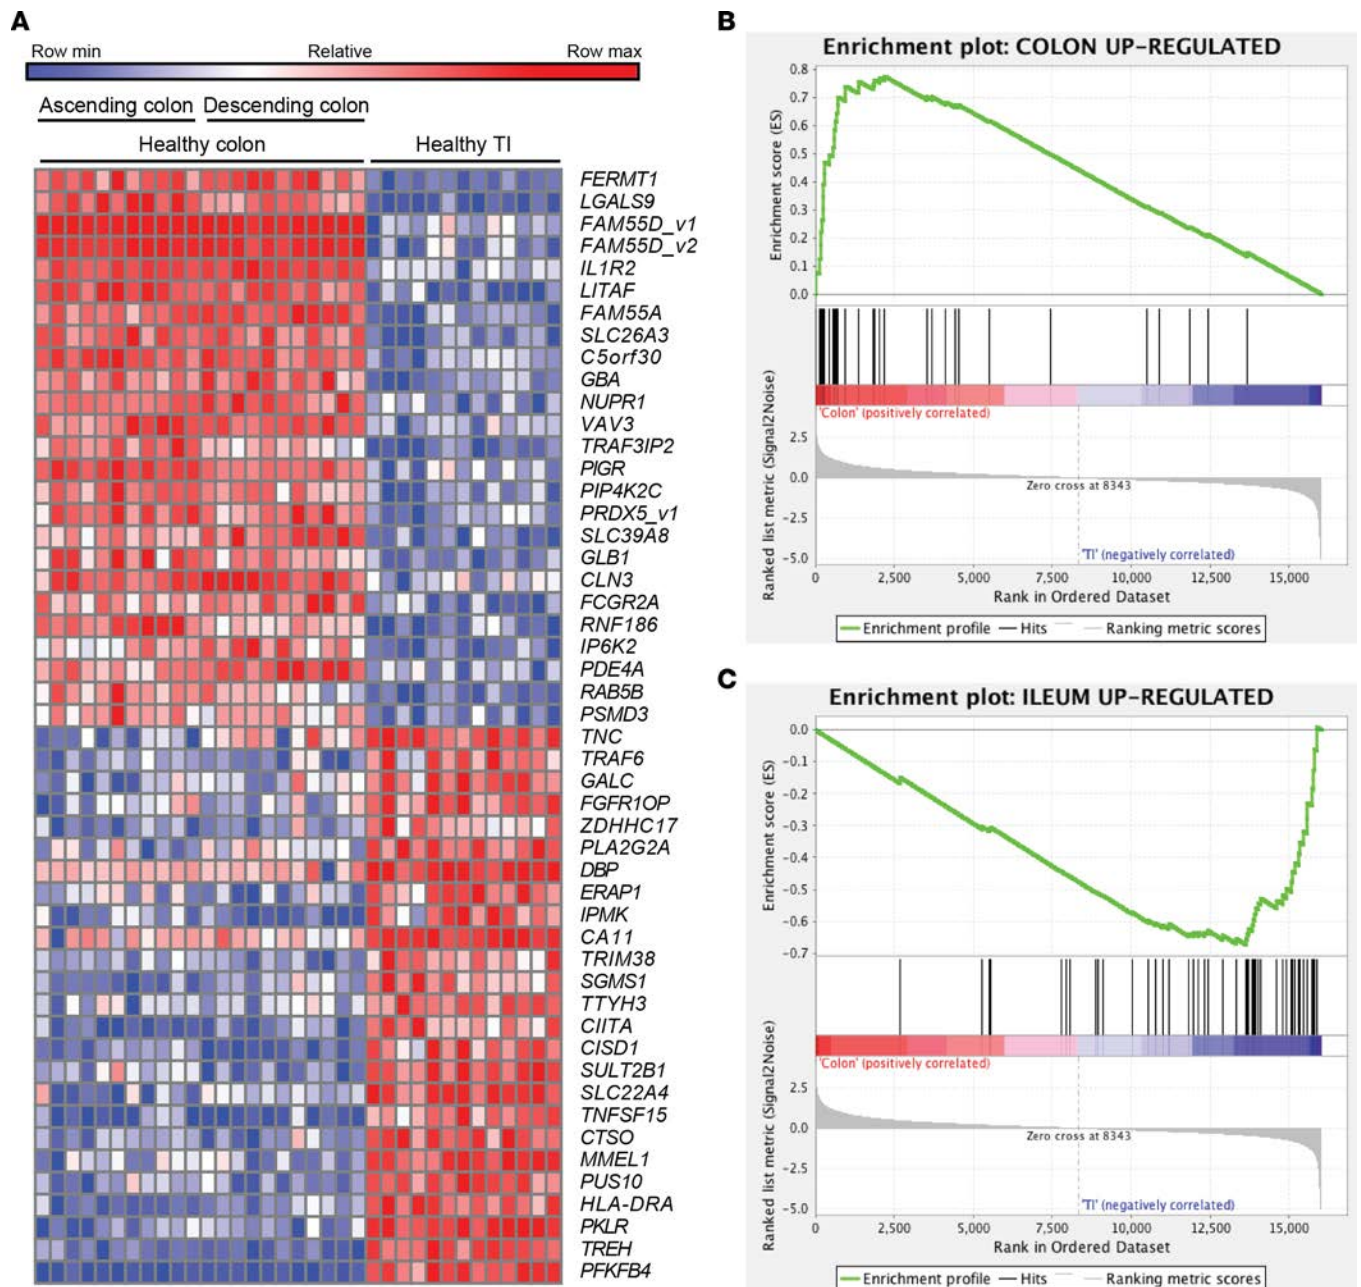 A
Row min Relative Row max
Ascending colon Descending colon
Healthy colon Healthy TI
FERMT1
LGALS9
FAM55D_v1
FAM55D_v2
IL1R2
LITAF
FAM55A
SLC26A3
C5orf30
GBA
NUPR1
VAV3
TRAF3IP2
PIGR
PIP4K2C
PRDX5_v1
SLC39A8
GLB1
CLN3
FCGR2A
RNF186
IP6K2
PDE4A
RAB5B
PSMD3
TNC
TRAF6
GALC
FGFR1OP
ZDHHC17
PLA2G2A
DBP
ERAP1
IPMK
CA11
TRIM38
SGMS1
TTYH3
CIITA
CISD1
SULT2B1
SLC22A4
TNFSF15
CTSO
MMEL1
PUS10
HLA-DRA
PKLR
TREH
PFKFB4
B
Enrichment plot: COLON UP-REGULATED
Enrichment score (ES)
0.8
0.7
0.6
0.5
0.4
0.3
0.2
0.1
0.0
'Colon' (positively correlated)
Ranked list metric (Signal2Noise)
2.5
0.0
-2.5
-5.0
Zero cross at 8343
'TI' (negatively correlated)
0 2,500 5,000 7,500 10,000 12,500 15,000
Rank in Ordered Dataset
Enrichment profile Hits Ranking metric scores
C
Enrichment plot: ILEUM UP-REGULATED
Enrichment score (ES)
0.0
-0.1
-0.2
-0.3
-0.4
-0.5
-0.6
-0.7
'Colon' (positively correlated)
Ranked list metric (Signal2Noise)
2.5
0.0
-2.5
-5.0
Zero cross at 8343
'TI' (negatively correlated)
0 2,500 5,000 7,500 10,000 12,500 15,000
Rank in Ordered Dataset
Enrichment profile Hits Ranking metric scores